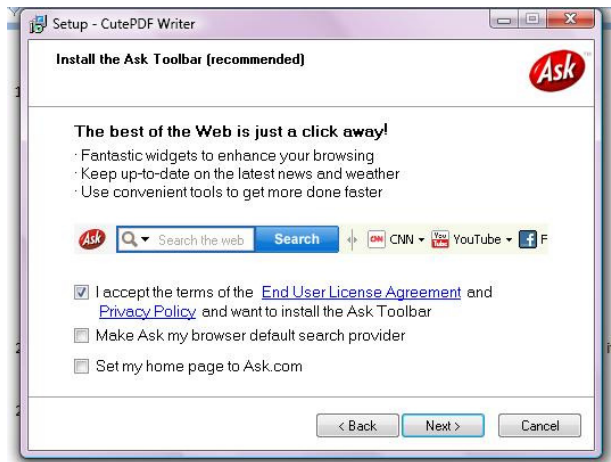 Setup - CutePDF Writer
Install the Ask Toolbar (recommended)
Ask
The best of the Web is just a click away!
· Fantastic widgets to enhance your browsing
· Keep up-to-date on the latest news and weather
· Use convenient tools to get more done faster
Ask Search the web Search CNN CNN YouTube YouTube f F
I accept the terms of the End User License Agreement and
Privacy Policy and want to install the Ask Toolbar
Make Ask my browser default search provider
Set my home page to Ask.com
< Back Next > Cancel